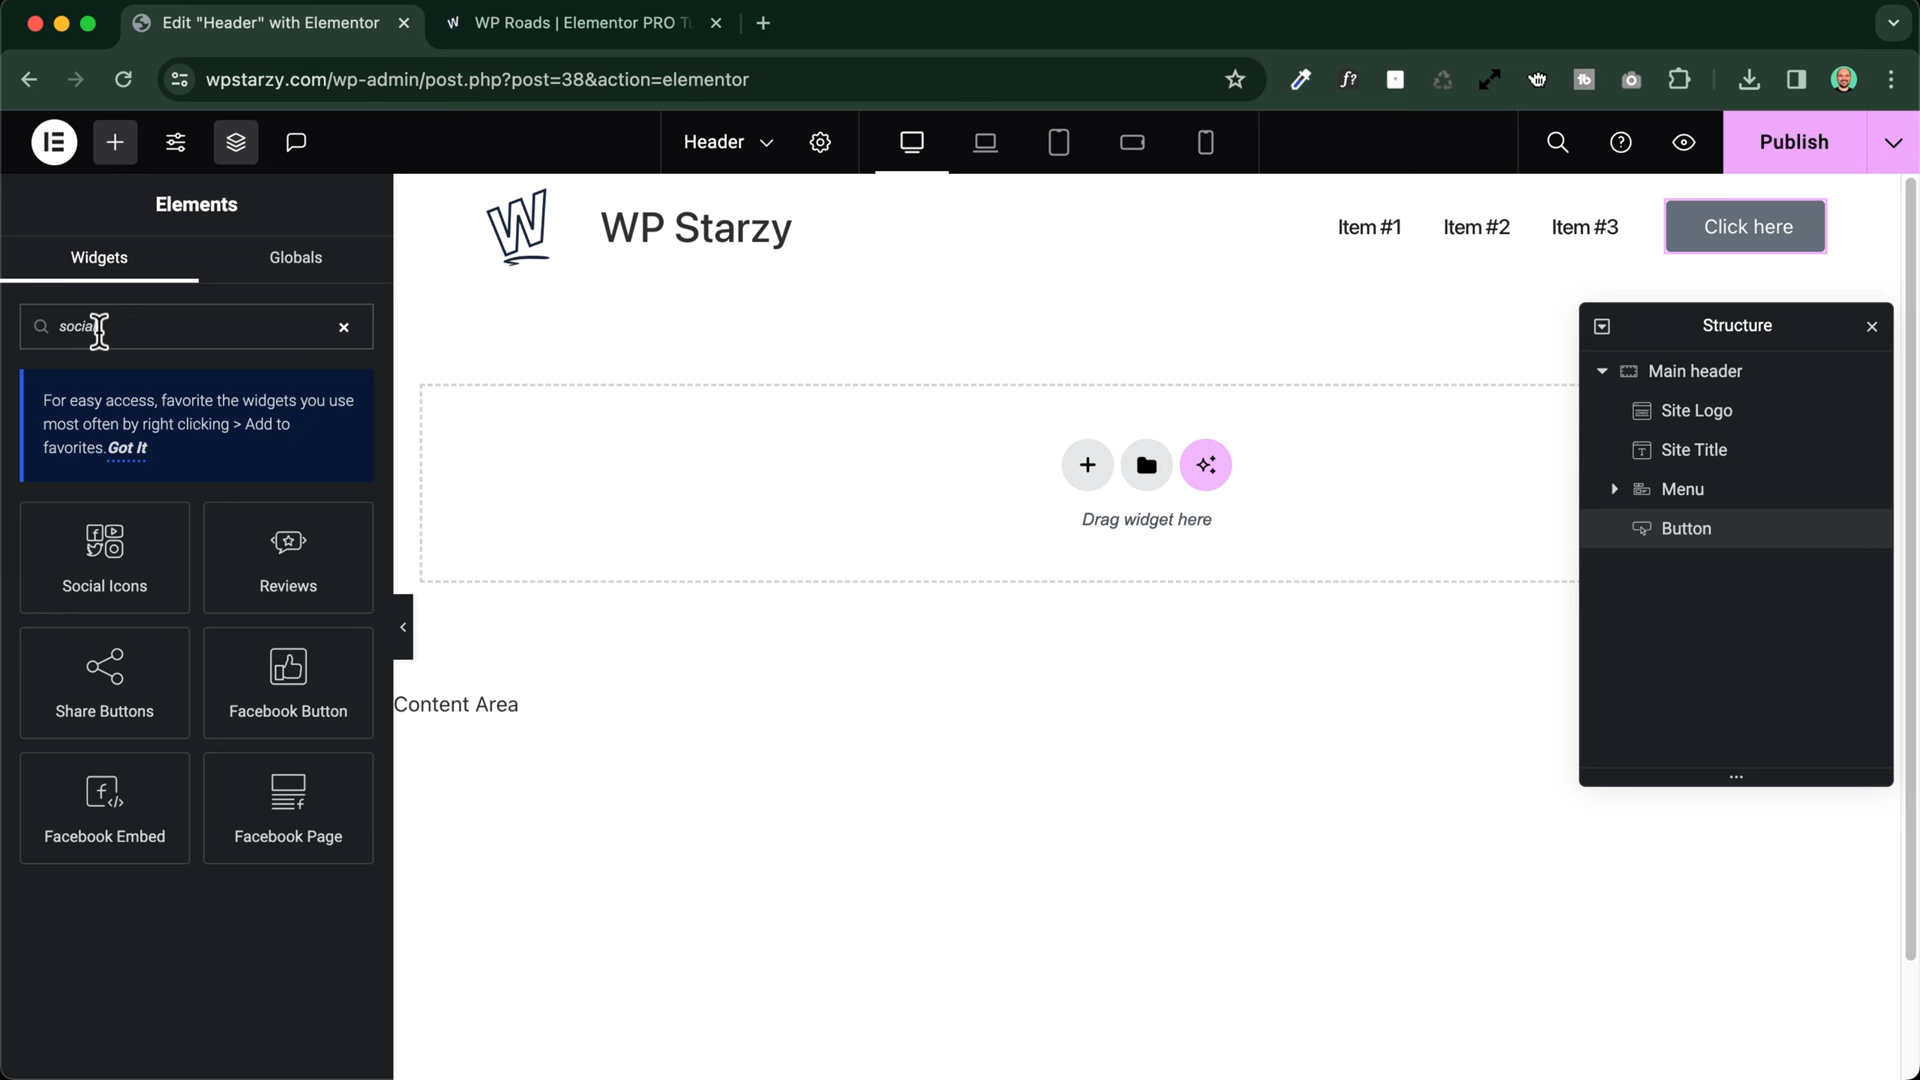 Edit "Header" with Elementor
WP Roads | Elementor PRO Tu
wpstarzy.com/wp-admin/post.php?post=38&action=elementor
Header
Publish
Elements
Widgets
Globals
social
For easy access, favorite the widgets you use
most often by right clicking > Add to
favorites. Got It
Social Icons
Reviews
Share Buttons
Facebook Button
Facebook Embed
Facebook Page
WP Starzy
Item #1
Item #2
Item #3
Click here
Drag widget here
Content Area
Structure
Main header
Site Logo
Site Title
Menu
Button